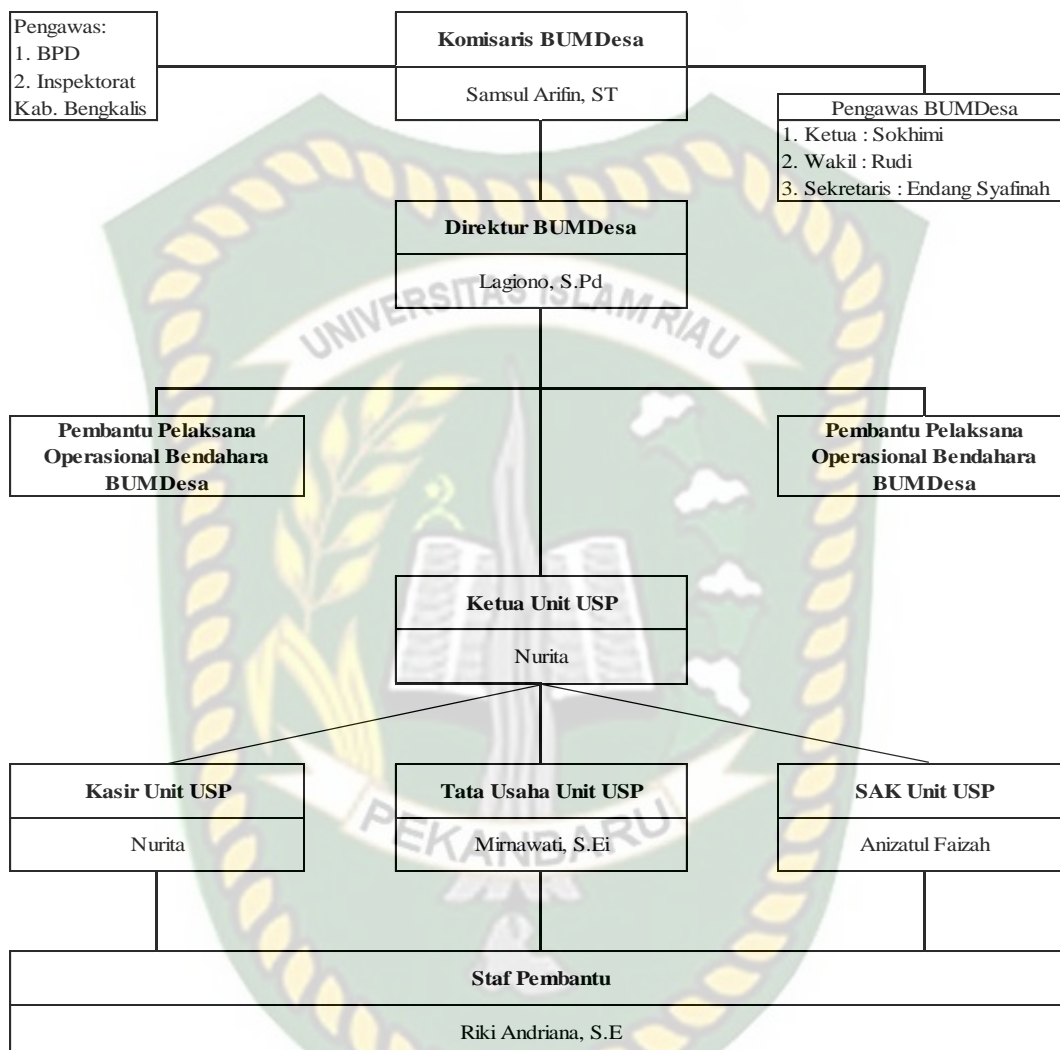 Pengawas:
1. BPD
2. Inspektorat
Kab. Bengkalis
Komisaris BUMDesa
Samsul Arifin, ST
Pengawas BUMDesa
1. Ketua : Sokhimi
2. Wakil : Rudi
3. Sekretaris : Endang Syafinah
Direktur BUMDesa
Lagiono, S.Pd
UNIVERSITAS ISLAM RIAU
Pembantu Pelaksana
Operasional Bendahara
BUMDesa
Pembantu Pelaksana
Operasional Bendahara
BUMDesa
Ketua Unit USP
Nurita
Kasir Unit USP
Nurita
Tata Usaha Unit USP
Mirnawati, S.Ei
SAK Unit USP
Anizatul Faizah
PEKANBARU
Staf Pembantu
Riki Andriana, S.E